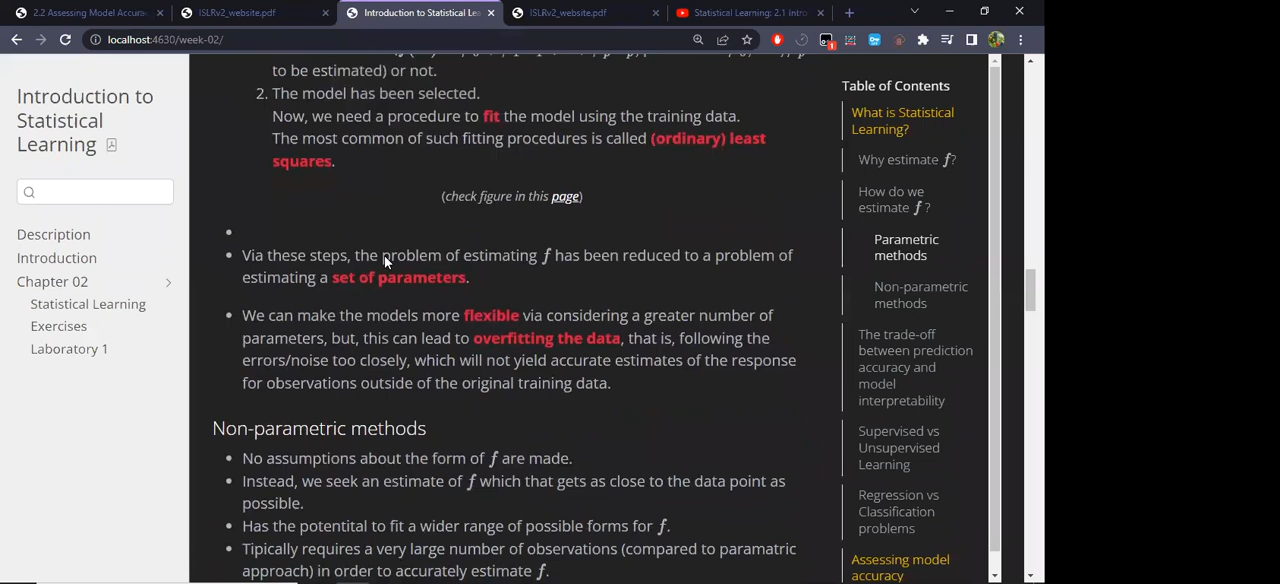 2.2 Assessing Model Accura
ISLRv2_website.pdf
Introduction to Statistical Le
ISLRv2_website.pdf
Statistical Learning: 2.1 Intro
localhost:4630/week-02/
1
Introduction to
Statistical
Learning
Description
Introduction
Chapter 02
Statistical Learning
Exercises
Laboratory 1
to be estimated) or not.
2. The model has been selected.
Now, we need a procedure to fit the model using the training data.
The most common of such fitting procedures is called (ordinary) least
squares.
(check figure in this page)
Via these steps, the problem of estimating f has been reduced to a problem of
estimating a set of parameters.
We can make the models more flexible via considering a greater number of
parameters, but, this can lead to overfitting the data, that is, following the
errors/noise too closely, which will not yield accurate estimates of the response
for observations outside of the original training data.
Non-parametric methods
No assumptions about the form of f are made.
Instead, we seek an estimate of f which that gets as close to the data point as
possible.
Has the potentital to fit a wider range of possible forms for f.
Tipically requires a very large number of observations (compared to paramatric
approach) in order to accurately estimate f.
Table of Contents
What is Statistical
Learning?
Why estimate f?
How do we
estimate f ?
Parametric
methods
Non-parametric
methods
The trade-off
between prediction
accuracy and
model
interpretability
Supervised vs
Unsupervised
Learning
Regression vs
Classification
problems
Assessing model
accuracy